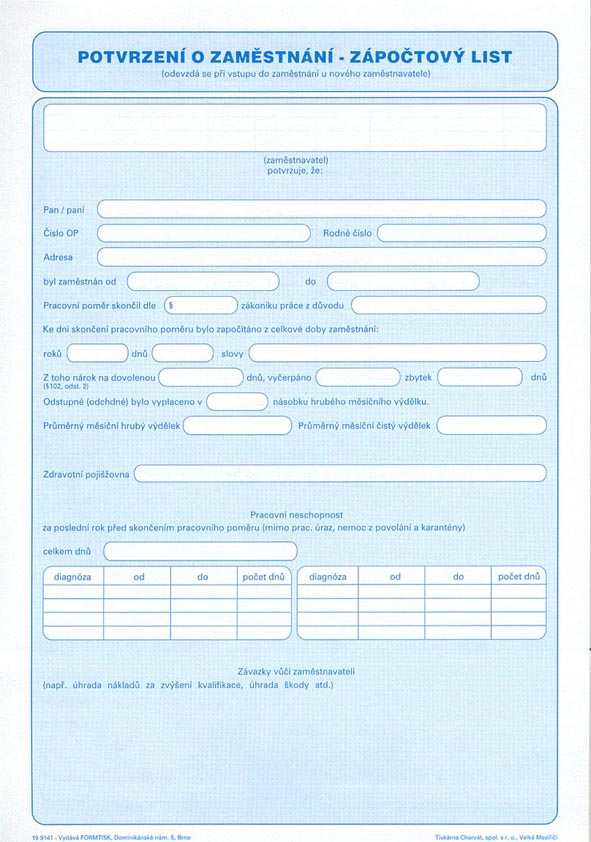 POTVRZENÍ O ZAMĚSTNÁNÍ - ZÁPOČTOVÝ LIST
(odevzdá se při vstupu do zaměstnání u nového zaměstnavatele)
(zaměstnavatel)
potvrzuje, že:
Pan / paní
Číslo OP Rodné číslo
Adresa
byl zaměstnán od do
Pracovní poměr skončil dle § zákoníku práce z důvodu
Ke dni skončení pracovního poměru bylo započítáno z celkové doby zaměstnání:
roků dnů slovy
Z toho nárok na dovolenou dnů, vyčerpáno zbytek dnů
(§102, odst. 2)
Odstupné (odchdné) bylo vyplaceno v násobku hrubého měsíčního výdělku.
Průměrný měsíční hrubý výdělek Průměrný měsíční čistý výdělek
Zdravotní pojišžovna
Pracovní neschopnost
za poslední rok před skončením pracovního poměru (mimo prac. úraz, nemoc z povolání a karantény)
celkem dnů
diagnóza od do počet dnů diagnóza od do počet dnů
Závazky vůči zaměstnavateli
(např. úhrada nákladů za zvýšení kvalifikace, úhrada škody atd.)
19 9141 - Vydává FORMTISK, Dominikánské nám. 5, Brno Tiskárna Charvát, spol. s r. o., Velké Meziříčí